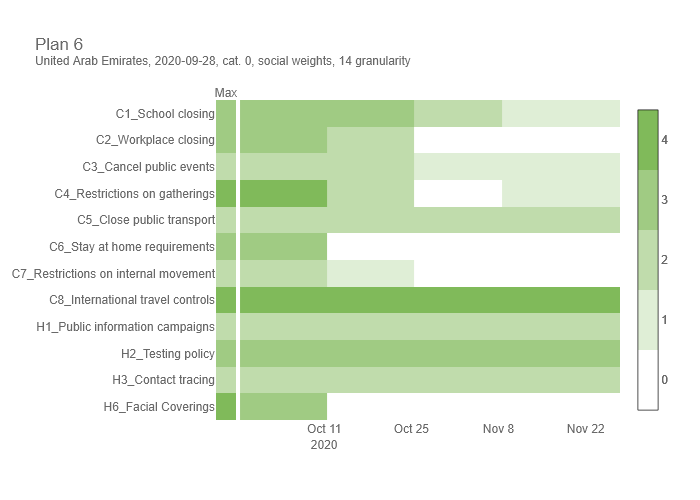 Plan 6
United Arab Emirates, 2020-09-28, cat. 0, social weights, 14 granularity
Max
C1_School closing
C2_Workplace closing
C3_Cancel public events
C4_Restrictions on gatherings
C5_Close public transport
C6_Stay at home requirements
C7_Restrictions on internal movement
C8_International travel controls
H1_Public information campaigns
H2_Testing policy
H3_Contact tracing
H6_Facial Coverings
Oct 11 Oct 25 Nov 8 Nov 22
2020
4
3
2
1
0